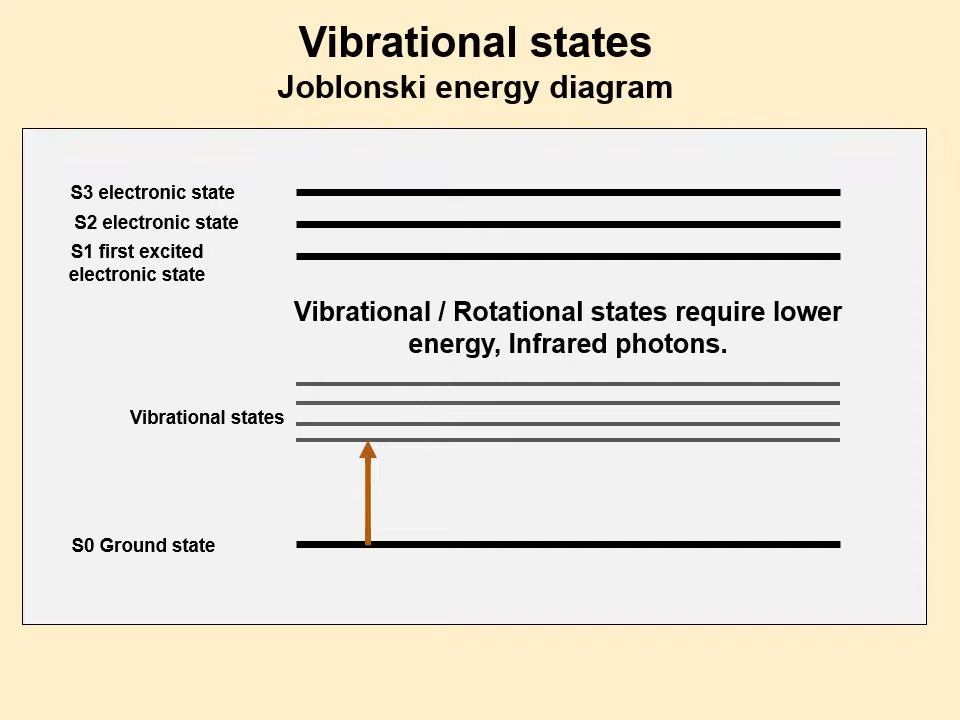 Vibrational states
Joblonski energy diagram
S3 electronic state
S2 electronic state
S1 first excited
electronic state
Vibrational / Rotational states require lower
energy, Infrared photons.
Vibrational states
S0 Ground state